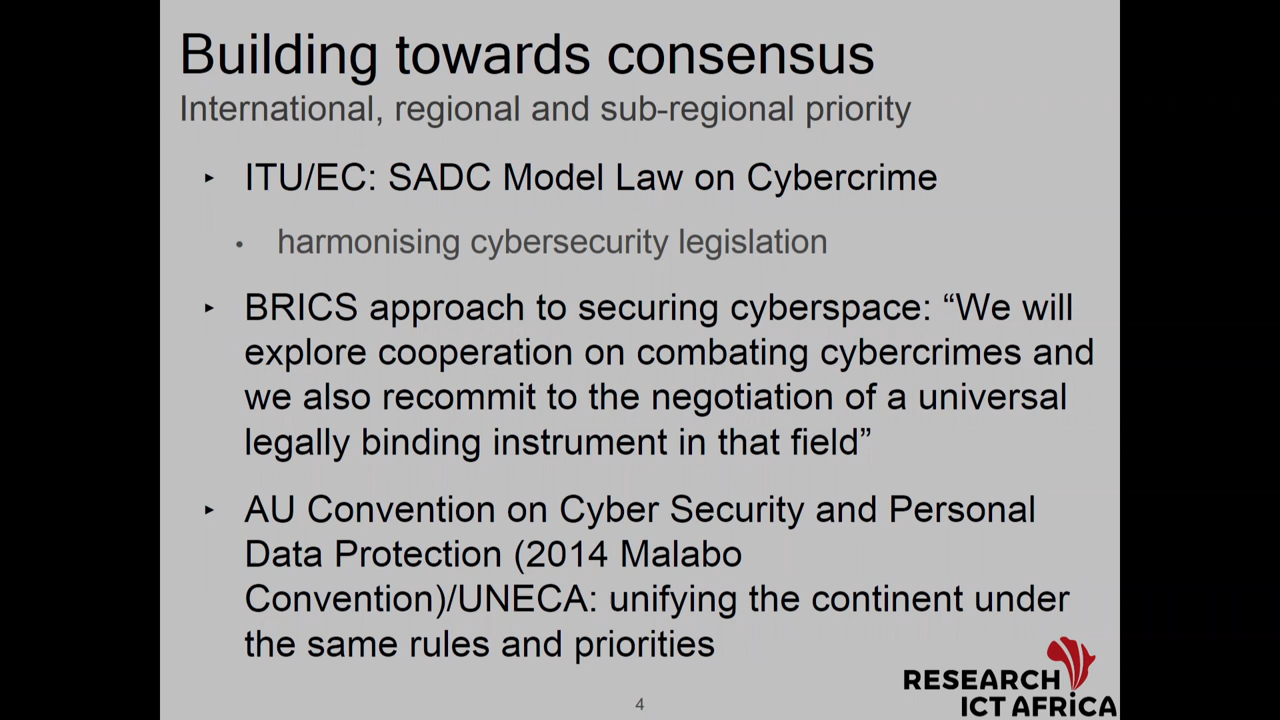 Building towards consensus
International, regional and sub-regional priority
‣ ITU/EC: SADC Model Law on Cybercrime
• harmonising cybersecurity legislation
‣ BRICS approach to securing cyberspace: “We will
explore cooperation on combating cybercrimes and
we also recommit to the negotiation of a universal
legally binding instrument in that field”
‣ AU Convention on Cyber Security and Personal
Data Protection (2014 Malabo
Convention)/UNECA: unifying the continent under
the same rules and priorities
RESEARCH
ICT AFRICA
4